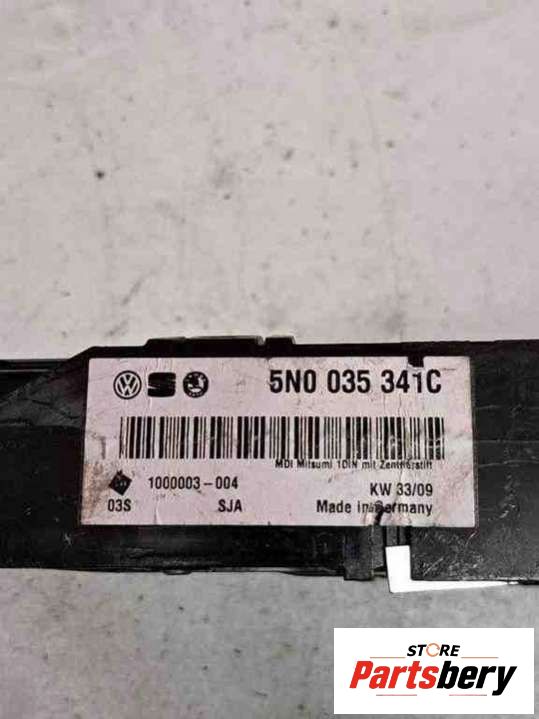 5N0 035 341C
MDI Mitsumi 1DIN mit Zentrierstift
1000003-004
KW 33/09
03S
SJA
Made in Germany
STORE
Partsbery